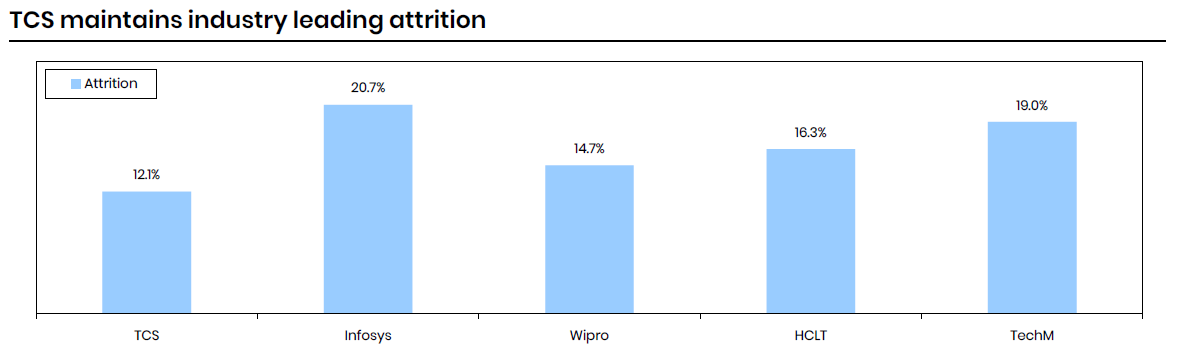 TCS maintains industry leading attrition
Attrition
12.1%
20.7%
14.7%
16.3%
19.0%
TCS
Infosys
Wipro
HCLT
TechM